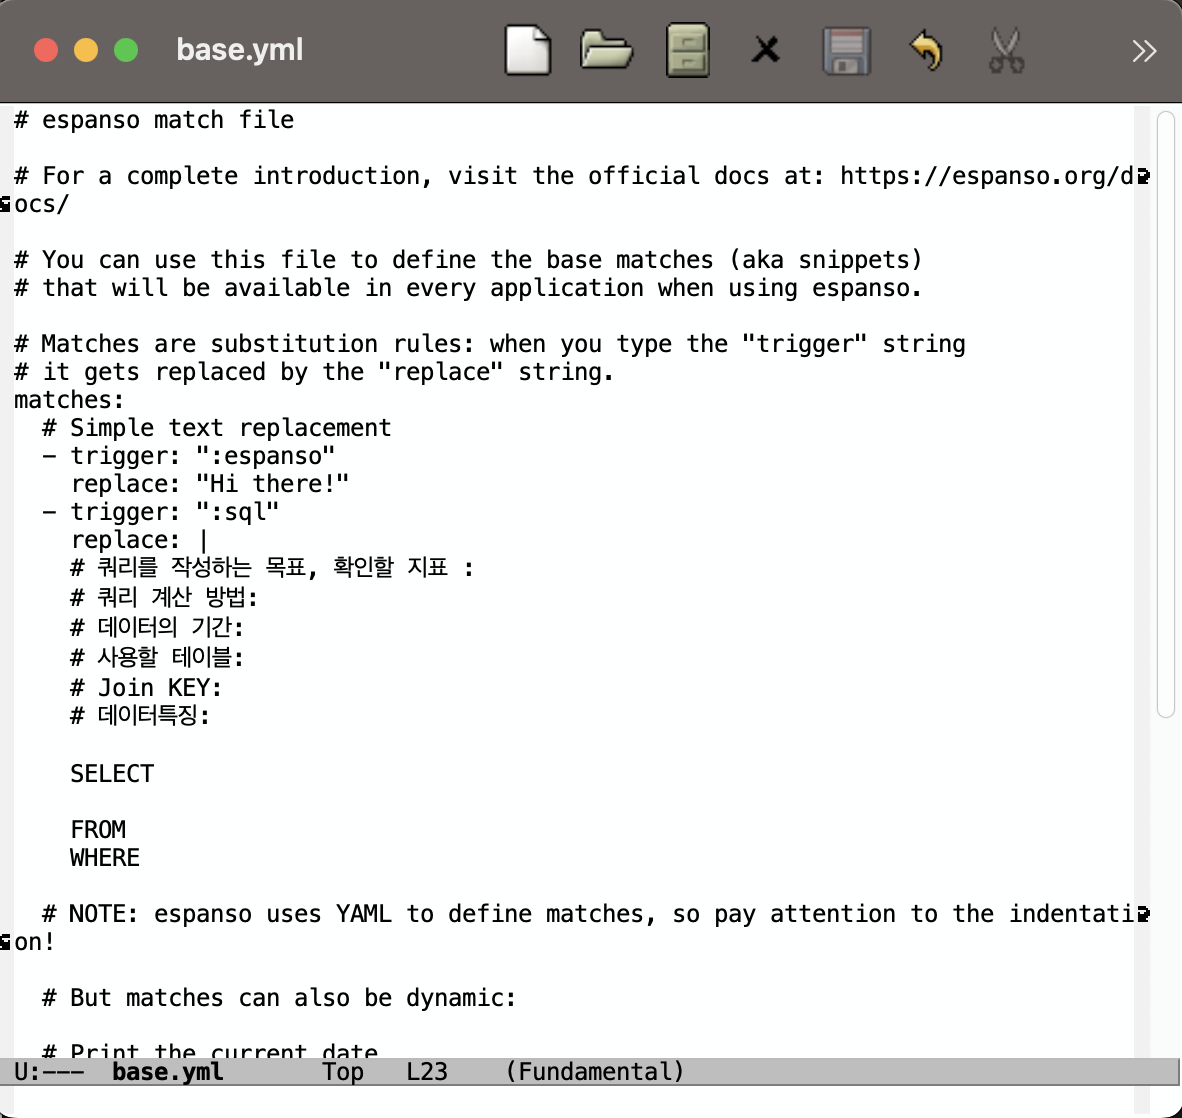 base.yml
# espanso match file
# For a complete introduction, visit the official docs at: https://espanso.org/d
ocs/
# You can use this file to define the base matches (aka snippets)
# that will be available in every application when using espanso.
# Matches are substitution rules: when you type the "trigger" string
# it gets replaced by the "replace" string.
matches:
  # Simple text replacement
  - trigger: ":espanso"
    replace: "Hi there!"
  - trigger: ":sql"
    replace: |
    # 쿼리를 작성하는 목표, 확인할 지표 :
    # 쿼리 계산 방법:
    # 데이터의 기간:
    # 사용할 테이블:
    # Join KEY:
    # 데이터특징:
    SELECT
    FROM
    WHERE
  # NOTE: espanso uses YAML to define matches, so pay attention to the indentati
on!
  # But matches can also be dynamic:
  # Print the current date
U:--- base.yml Top L23 (Fundamental)